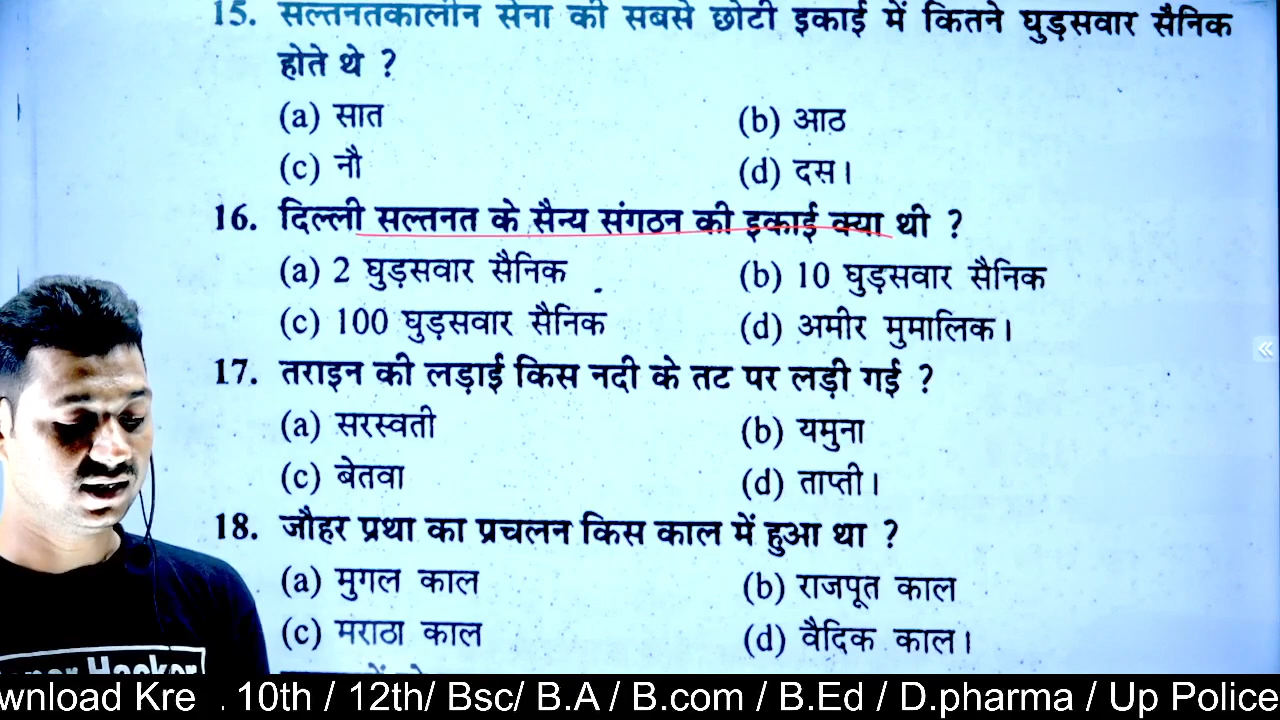 15. सल्तनतकालीन सेना की सबसे छोटी इकाई में कितने घुड़सवार सैनिक
होते थे ?
(a) सात (b) आठ
(c) नौ (d) दस।
16. दिल्ली सल्तनत के सैन्य संगठन की इकाई क्या थी ?
(a) 2 घुड़सवार सैनिक (b) 10 घुड़सवार सैनिक
(c) 100 घुड़सवार सैनिक (d) अमीर मुमालिक।
17. तराइन की लड़ाई किस नदी के तट पर लड़ी गई ?
(a) सरस्वती (b) यमुना
(c) बेतवा (d) ताप्ती।
18. जौहर प्रथा का प्रचलन किस काल में हुआ था ?
(a) मुगल काल (b) राजपूत काल
(c) मराठा काल (d) वैदिक काल।
wnload Kre . 10th / 12th/ Bsc/ B.A / B.com / B.Ed / D.pharma / Up Police